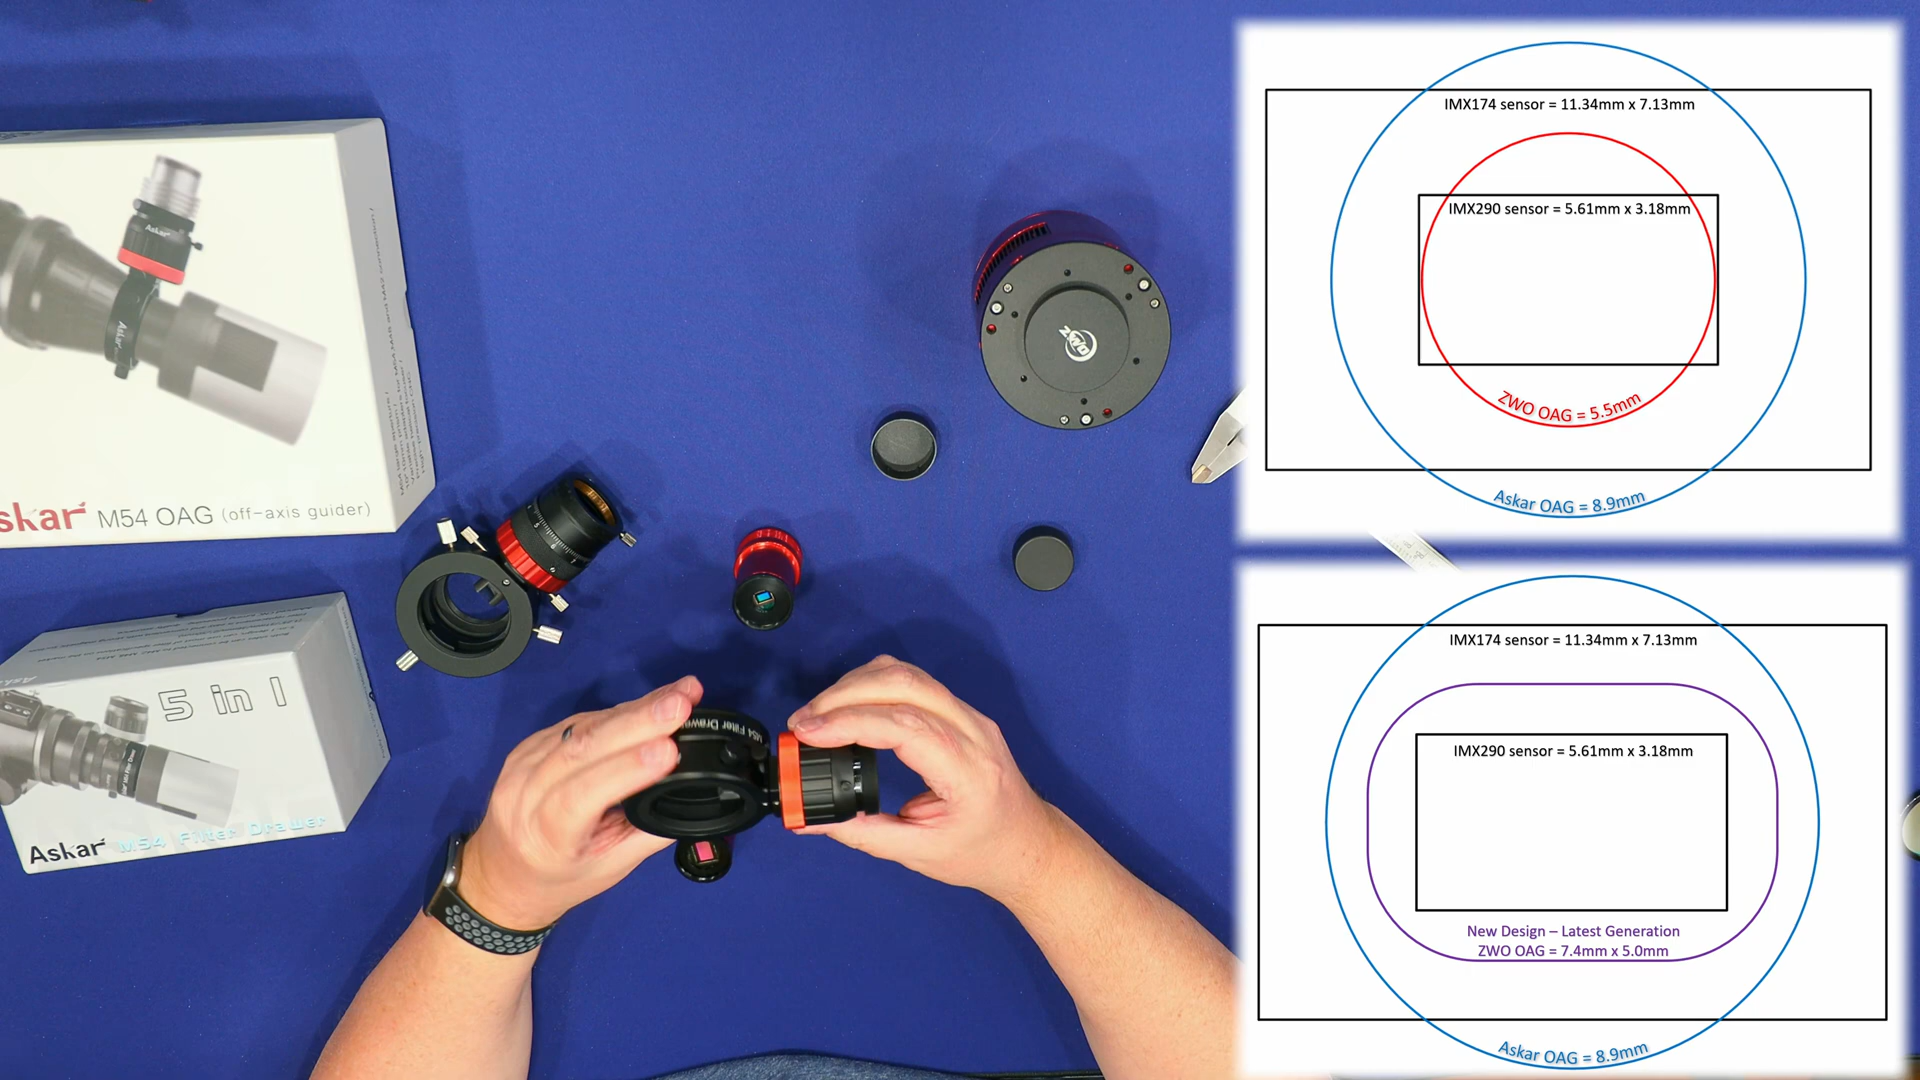 Askar
Askar
skar M54 OAG (off-axis guider)
5 in 1
Askar M54 Filter Drawer
ZWO
M54 Filter Drawer
IMX174 sensor = 11.34mm x 7.13mm
IMX290 sensor = 5.61mm x 3.18mm
ZWO OAG = 5.5mm
Askar OAG = 8.9mm
IMX174 sensor = 11.34mm x 7.13mm
IMX290 sensor = 5.61mm x 3.18mm
New Design – Latest Generation
ZWO OAG = 7.4mm x 5.0mm
Askar OAG = 8.9mm